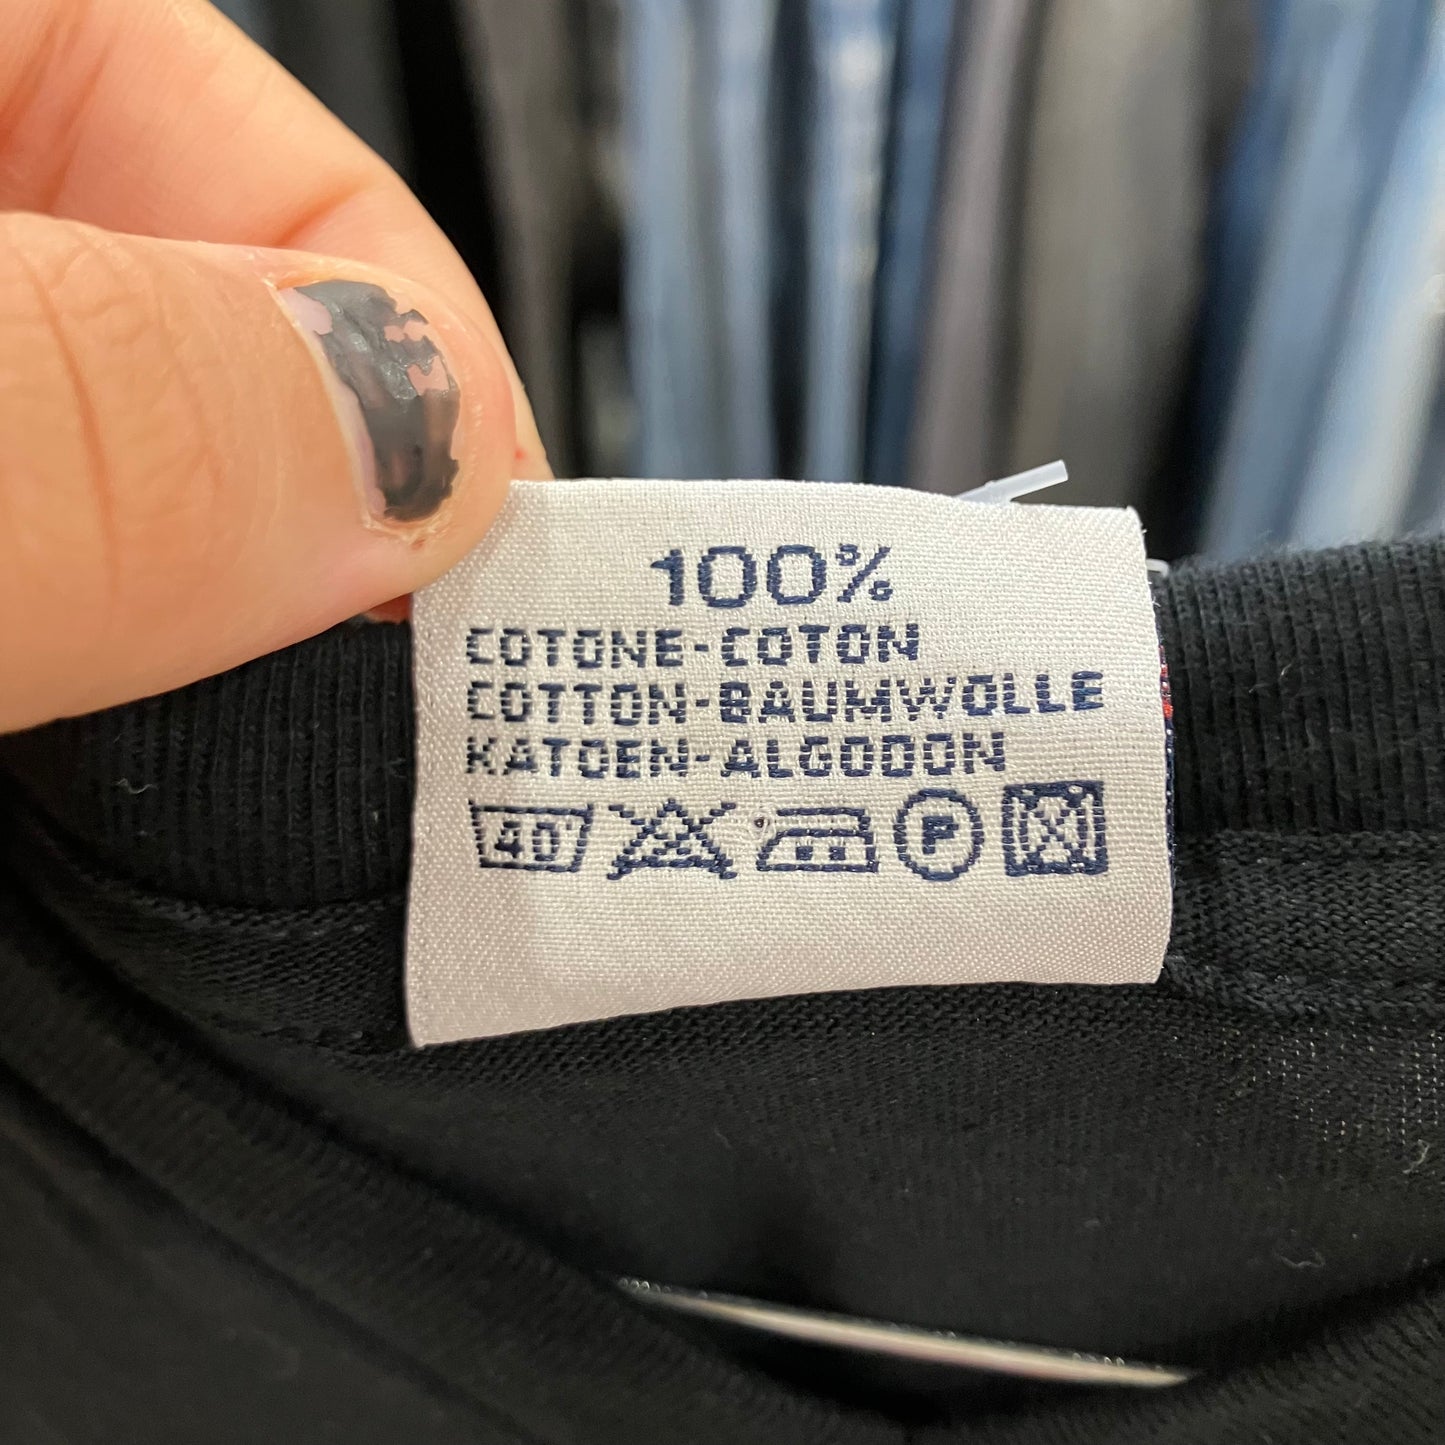 100%
COTONE-COTON
COTTON-BAUMWOLLE
KATOEN-ALGODON
40° P